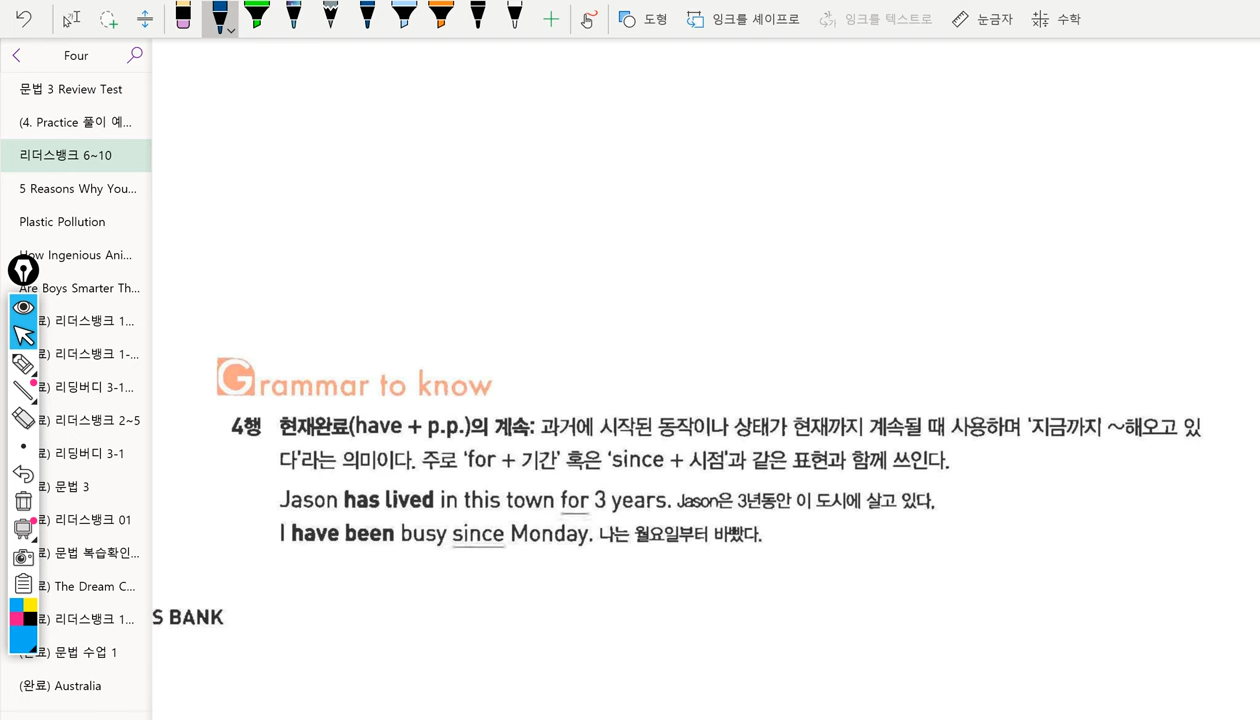 도형
잉크를 셰이프로
잉크를 텍스트로
눈금자
수학
Four
문법 3 Review Test
(4. Practice 풀이 예...
리더스뱅크 6~10
5 Reasons Why You...
Plastic Pollution
How Ingenious Ani...
Are Boys Smarter Th...
료) 리더스뱅크 1...
료) 리더스뱅크 1-...
료) 리딩버디 3-1...
료) 리더스뱅크 2~5
료) 리딩버디 3-1
료) 문법 3
료) 리더스뱅크 01
료) 문법 복습확인...
료) The Dream C...
료) 리더스뱅크 1...
(완료) 문법 수업 1
(완료) Australia
Grammar to know
4행 현재완료(have + p.p.)의 계속: 과거에 시작된 동작이나 상태가 현재까지 계속될 때 사용하며 '지금까지 ~해오고 있
다'라는 의미이다. 주로 'for + 기간' 혹은 'since + 시점'과 같은 표현과 함께 쓰인다.
Jason has lived in this town for 3 years. Jason은 3년동안 이 도시에 살고 있다.
I have been busy since Monday. 나는 월요일부터 바빴다.
S BANK